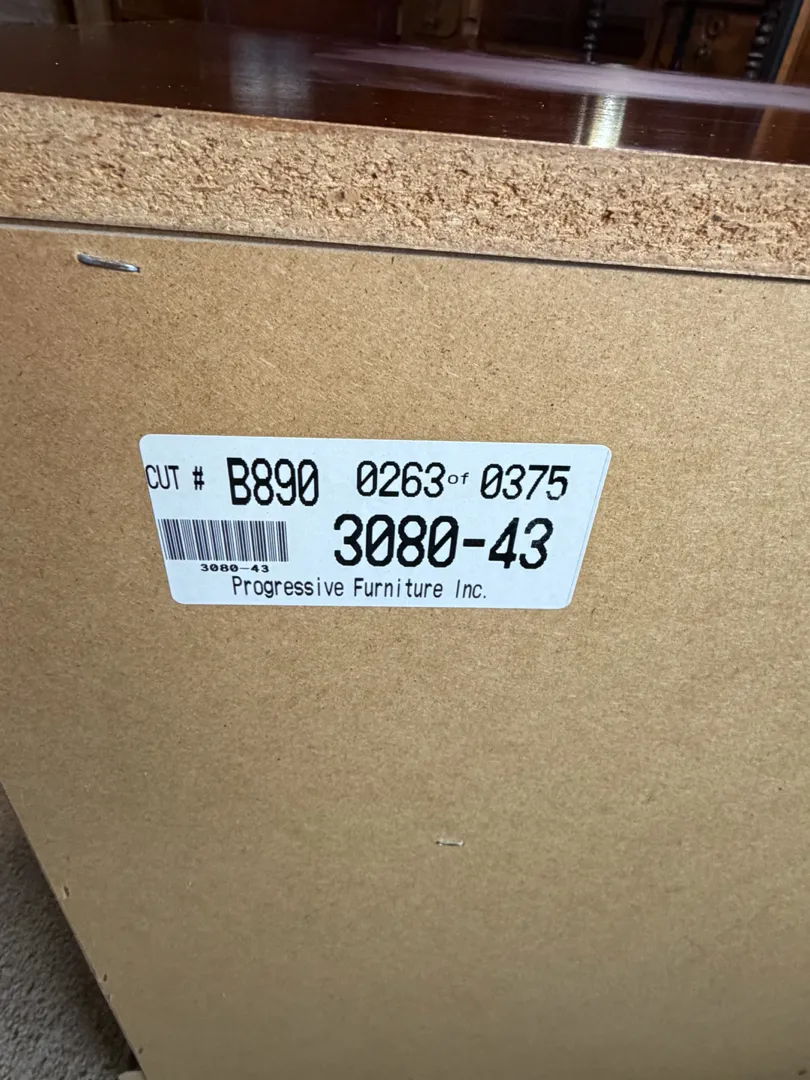 CUT # B890 0263 of 0375
3080-43
3080-43
Progressive Furniture Inc.